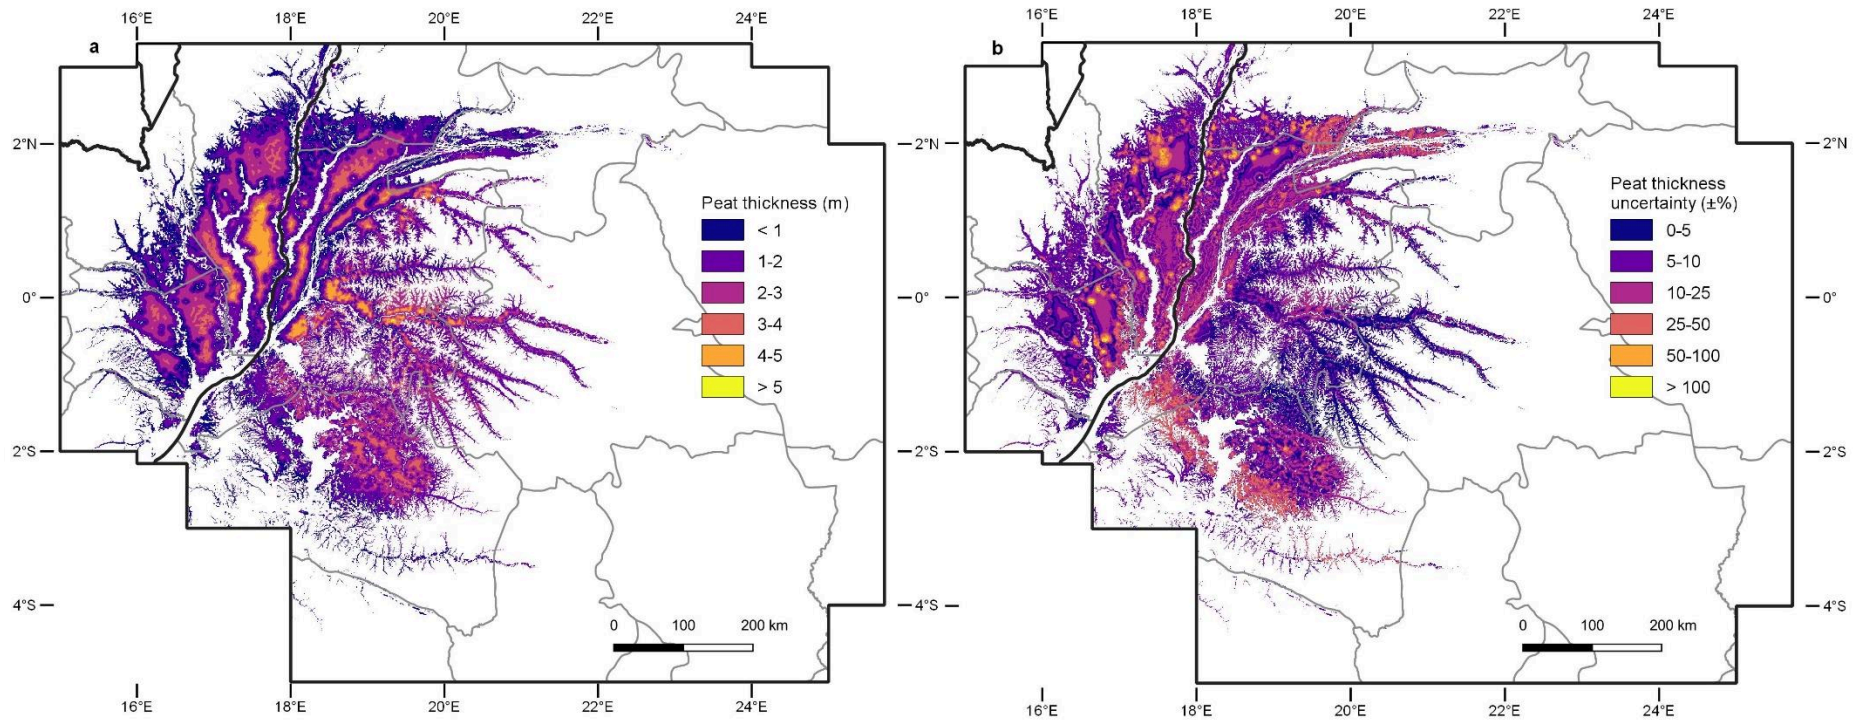 16°E 18°E 20°E 22°E 24°E
a
2°N
0°
2°S
4°S
Peat thickness (m)
< 1
1-2
2-3
3-4
4-5
> 5
0 100 200 km
16°E 18°E 20°E 22°E 24°E
16°E 18°E 20°E 22°E 24°E
b
2°N
0°
2°S
4°S
Peat thickness
uncertainty (±%)
0-5
5-10
10-25
25-50
50-100
> 100
0 100 200 km
2°N
0°
2°S
4°S
16°E 18°E 20°E 22°E 24°E